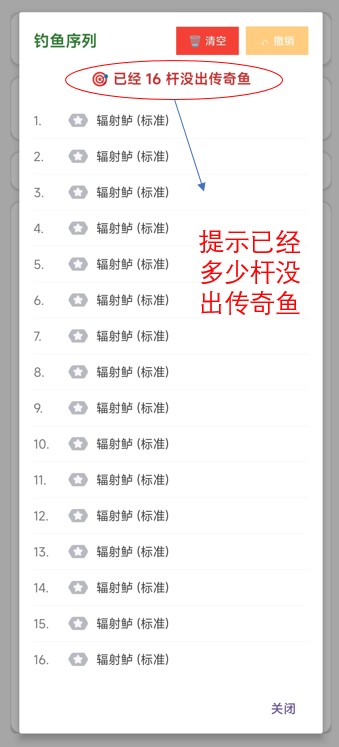 钓鱼序列
🗑️ 清空
撤销
🎯 已经 16 杆没出传奇鱼
1. 辐射鲈 (标准)
2. 辐射鲈 (标准)
3. 辐射鲈 (标准)
4. 辐射鲈 (标准)
5. 辐射鲈 (标准)
6. 辐射鲈 (标准)
7. 辐射鲈 (标准)
8. 辐射鲈 (标准)
9. 辐射鲈 (标准)
10. 辐射鲈 (标准)
11. 辐射鲈 (标准)
12. 辐射鲈 (标准)
13. 辐射鲈 (标准)
14. 辐射鲈 (标准)
15. 辐射鲈 (标准)
16. 辐射鲈 (标准)
提示已经
多少杆没
出传奇鱼
关闭